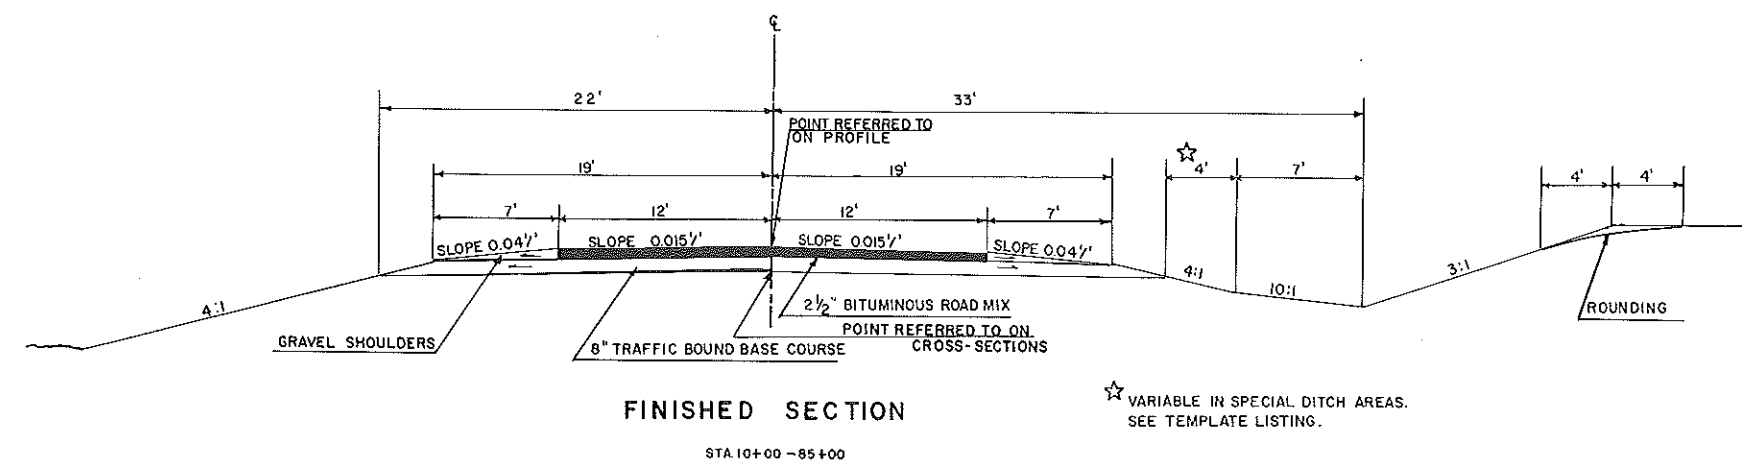 ℄
22'
33'
POINT REFERRED TO
ON PROFILE
☆
19'
19'
4'
7'
4'
4'
7'
12'
12'
7'
SLOPE 0.04'/'
SLOPE 0.015'/'
SLOPE 0.015'/'
SLOPE 0.04'/'
4:1
4:1
10:1
3:1
2 1/2" BITUMINOUS ROAD MIX
ROUNDING
GRAVEL SHOULDERS
8" TRAFFIC BOUND BASE COURSE
POINT REFERRED TO ON
CROSS-SECTIONS
FINISHED SECTION
STA. 10+00 - 85+00
☆ VARIABLE IN SPECIAL DITCH AREAS.
SEE TEMPLATE LISTING.